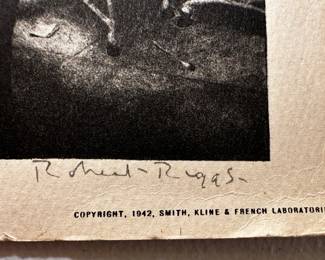 Robert Riggs-
COPYRIGHT, 1942, SMITH, KLINE & FRENCH LABORATORI